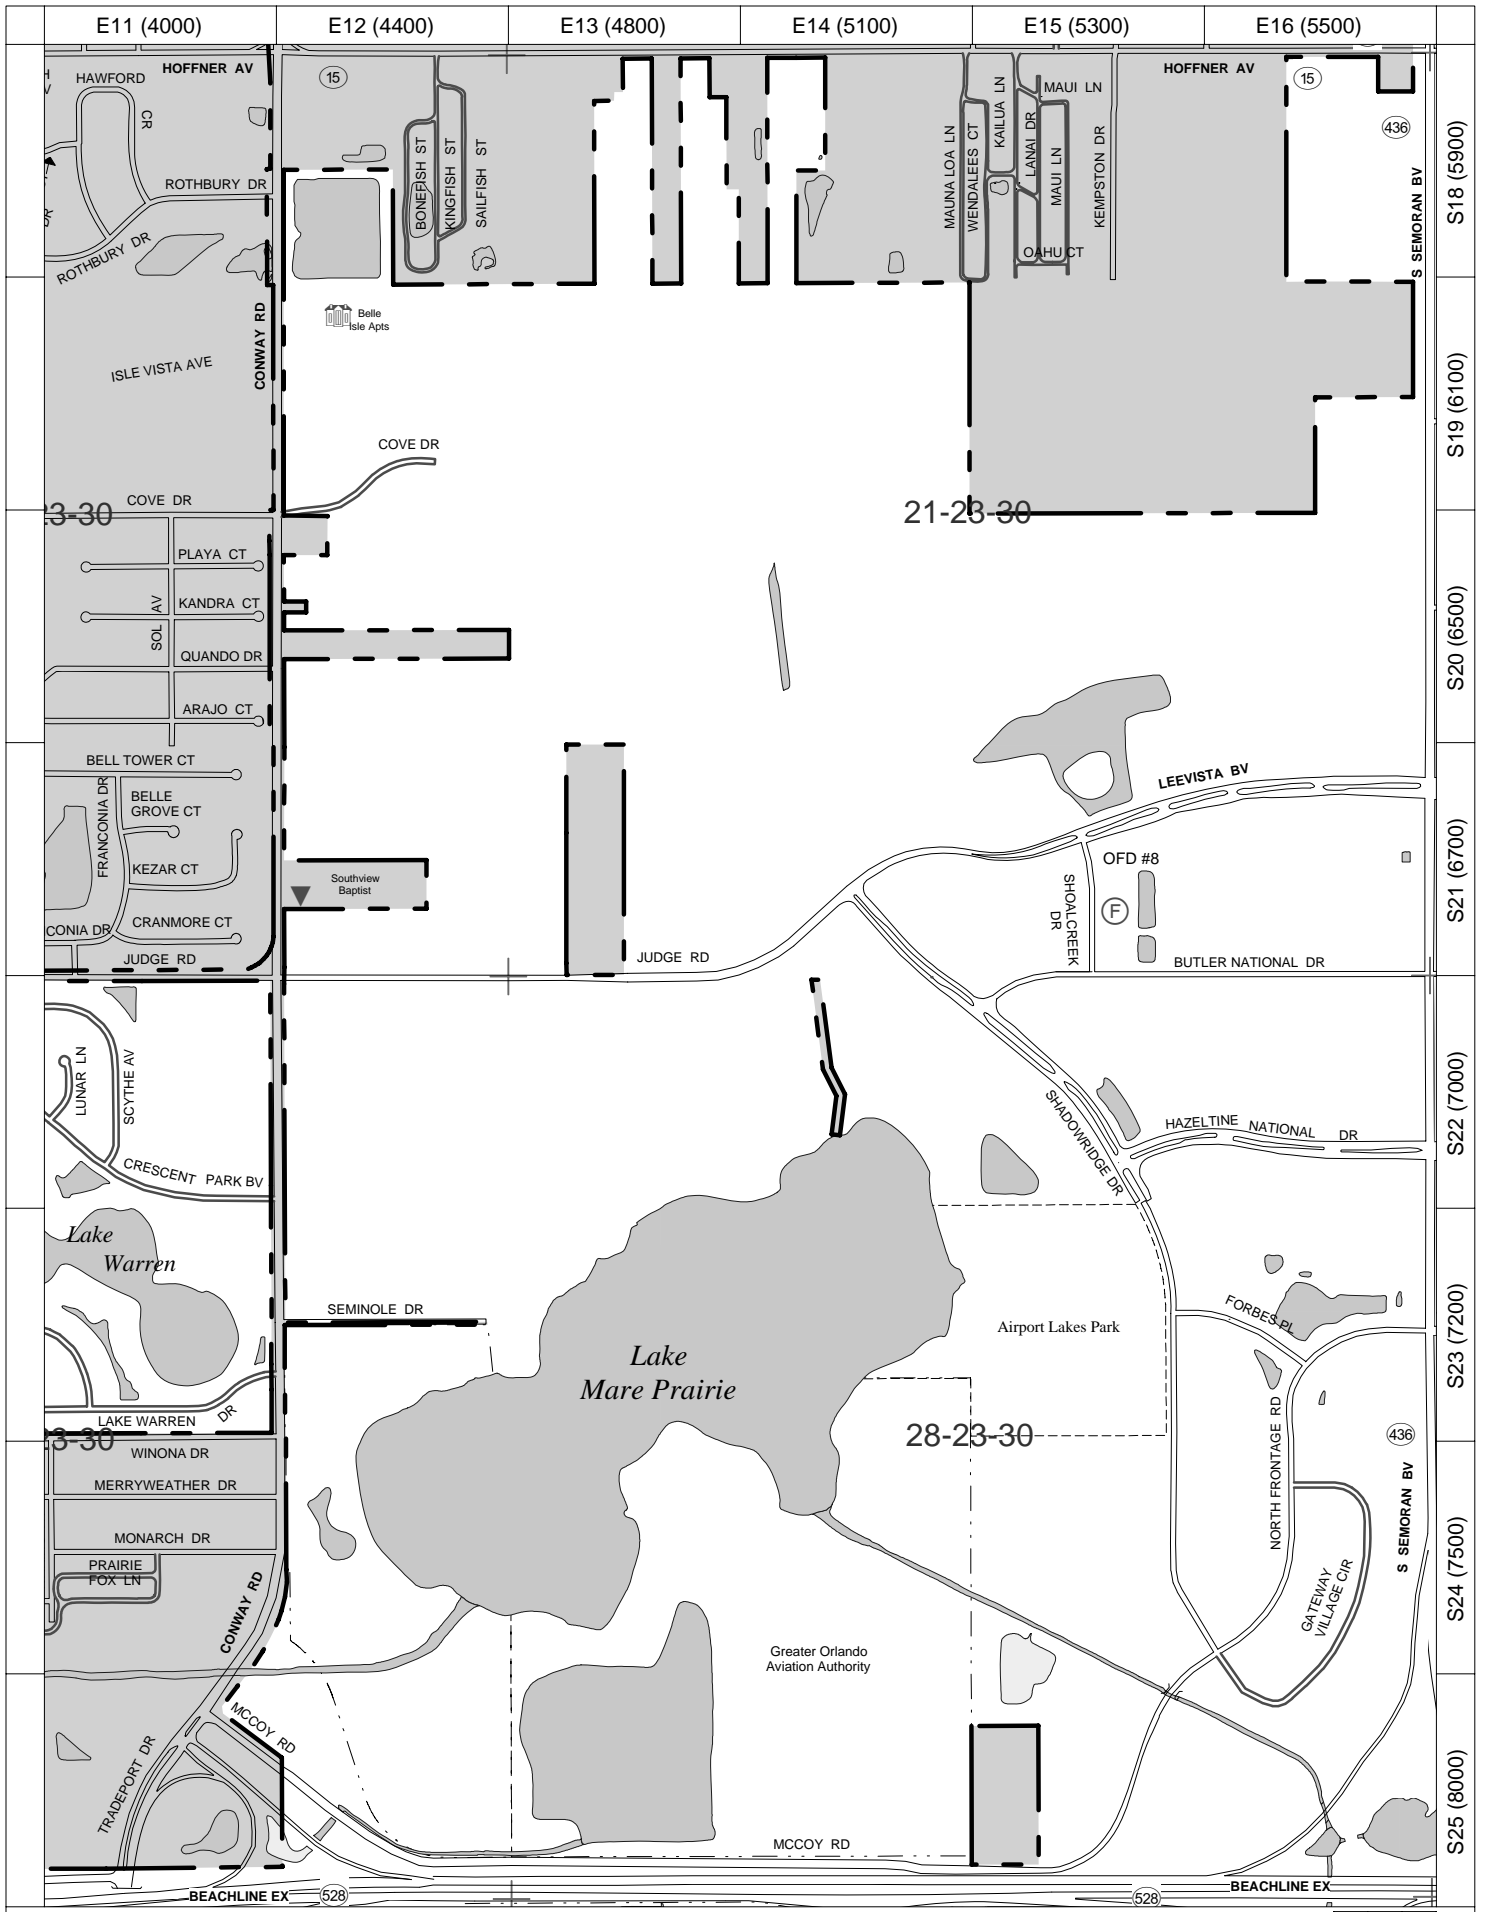 E11 (4000)
E12 (4400)
E13 (4800)
E14 (5100)
E15 (5300)
E16 (5500)
HOFFNER AV
15
HOFFNER AV
15
HAWFORD
CR
436
MAUI LN
KAILUA LN
LANAI DR
MAUI LN
KEMPSTON DR
MAUNA LOA LN
WENDALEES CT
OAHU CT
BONEFISH ST
KINGFISH ST
SAILFISH ST
S SEMORAN BV
S18 (5900)
ROTHBURY DR
DR
ROTHBURY DR
CONWAY RD
Belle
Isle Apts
ISLE VISTA AVE
S19 (6100)
COVE DR
COVE DR
3-30
21-23-30
PLAYA CT
SOL AV
KANDRA CT
QUANDO DR
S20 (6500)
ARAJO CT
BELL TOWER CT
LEEVISTA BV
FRANCONIA DR
BELLE
GROVE CT
KEZAR CT
OFD #8
F
Southview
Baptist
S21 (6700)
SHOALCREEK
DR
CRANMORE CT
CONIA DR
JUDGE RD
JUDGE RD
BUTLER NATIONAL DR
LUNAR LN
SCYTHE AV
S22 (7000)
SHADOWRIDGE DR
HAZELTINE NATIONAL DR
CRESCENT PARK BV
Lake
Warren
SEMINOLE DR
Airport Lakes Park
FORBES PL
S23 (7200)
Lake
Mare Prairie
NORTH FRONTAGE RD
LAKE WARREN DR
3-30
28-23-30
436
WINONA DR
MERRYWEATHER DR
S SEMORAN BV
MONARCH DR
PRAIRIE
FOX LN
CONWAY RD
GATEWAY
VILLAGE CIR
S24 (7500)
Greater Orlando
Aviation Authority
MCCOY RD
TRADEPORT DR
S25 (8000)
MCCOY RD
BEACHLINE EX
528
528
BEACHLINE EX